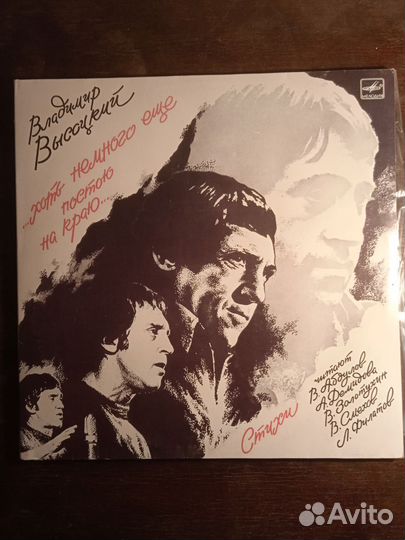 Владимир
Высоцкий
...хоть немного еще
постою
на краю...
МЕЛОДИЯ
Стихи
читают
В. Абдулов
А. Демидова
В. Золотухин
В. Смехов
Л. Филатов
Avito